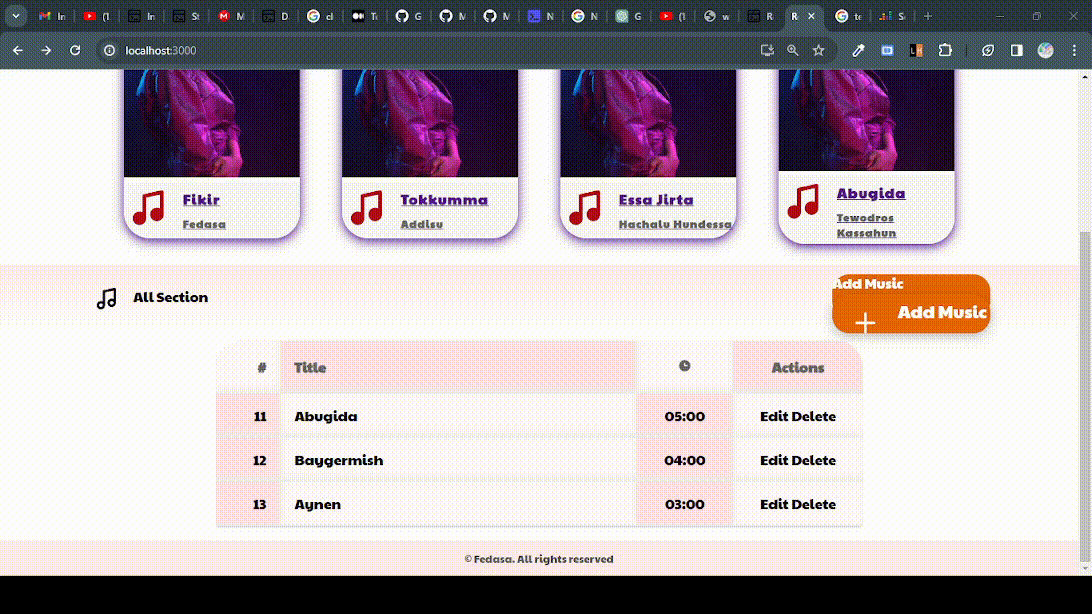 In
(1
In
St
M
D
cl
Te
G
M
M
N
N
G
(1
w
R
R
te
Se
localhost:3000
Fikir
Fedasa
Tokkumma
Addisu
Essa Jirta
Hachalu Hundessa
Abugida
Tewodros
Kassahun
All Section
Add Music
Add Music
# Title Actions
11 Abugida 05:00 Edit Delete
12 Baygermish 04:00 Edit Delete
13 Aynen 03:00 Edit Delete
© Fedasa. All rights reserved